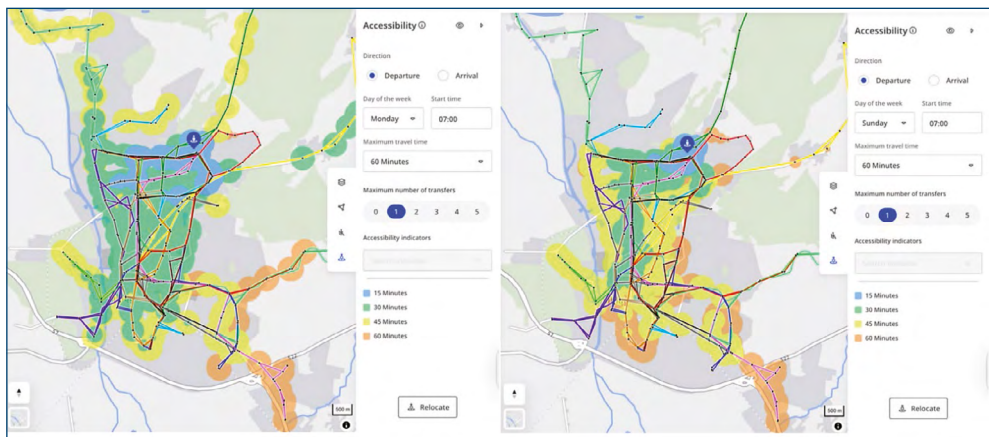 Accessibility
Direction
Departure
Arrival
Day of the week
Start time
Monday
07:00
Maximum travel time
60 Minutes
Maximum number of transfers
0 1 2 3 4 5
Accessibility indicators
15 Minutes
30 Minutes
45 Minutes
60 Minutes
Relocate
500 m
Accessibility
Direction
Departure
Arrival
Day of the week
Start time
Sunday
07:00
Maximum travel time
60 Minutes
Maximum number of transfers
0 1 2 3 4 5
Accessibility indicators
15 Minutes
30 Minutes
45 Minutes
60 Minutes
Relocate
500 m